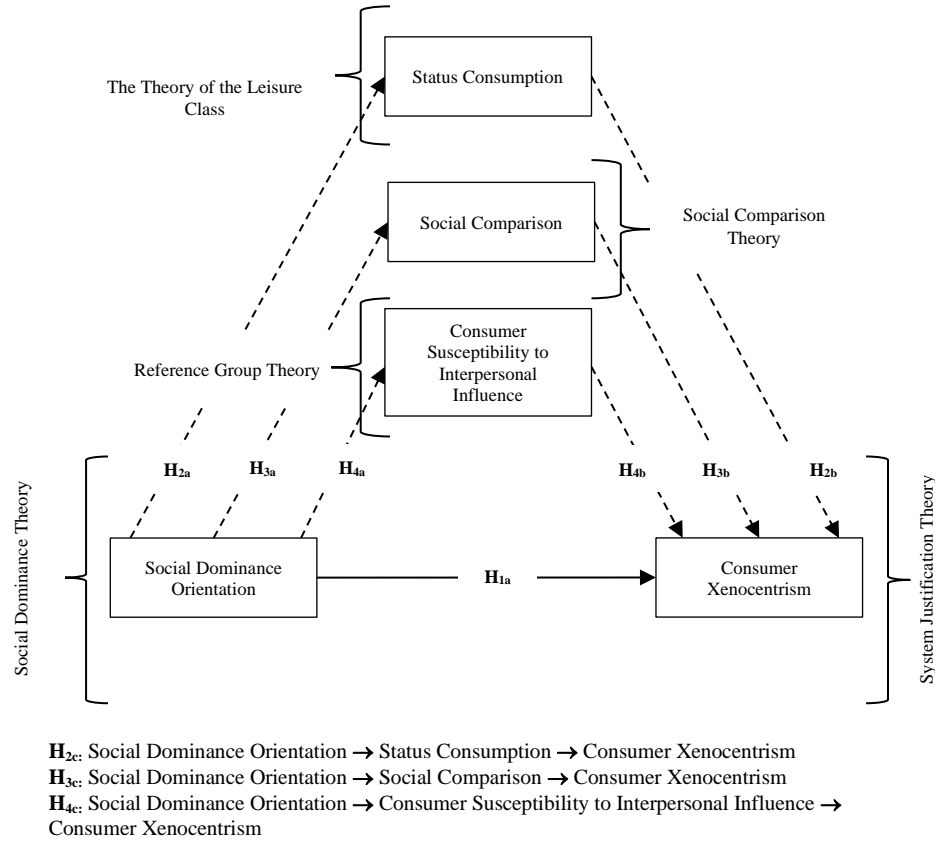 Status Consumption
The Theory of the Leisure
Class
Social Comparison
Social Comparison
Theory
Consumer
Susceptibility to
Interpersonal
Influence
Reference Group Theory
H2a
H3a
H4a
H4b
H3b
H2b
Social Dominance Theory
System Justification Theory
Social Dominance
Orientation
H1a
Consumer
Xenocentrism
H2c: Social Dominance Orientation → Status Consumption → Consumer Xenocentrism
H3c: Social Dominance Orientation → Social Comparison → Consumer Xenocentrism
H4c: Social Dominance Orientation → Consumer Susceptibility to Interpersonal Influence →
Consumer Xenocentrism